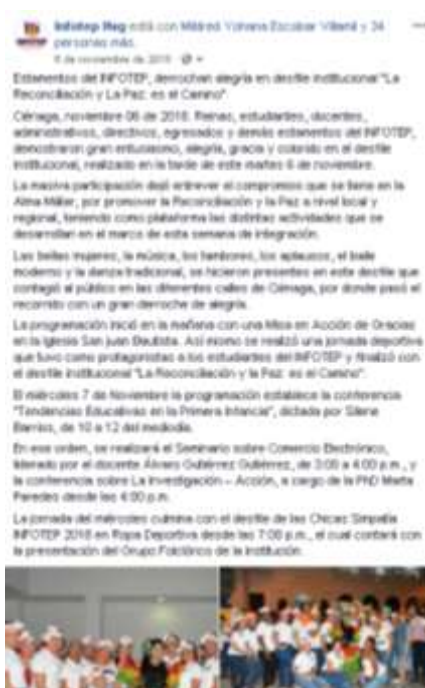 Infotep Hvg está con Mildred Yohana Escobar Villamil y 24
personas más.
6 de noviembre de 2018
Estamentos del INFOTEP, derrochan alegría en desfile institucional "La
Reconciliación y La Paz: es el Camino".
Ciénaga, noviembre 06 de 2018. Reinas, estudiantes, docentes,
administrativos, directivos, egresados y demás estamentos del INFOTEP,
demostraron gran entusiasmo, alegría, gracia y colorido en el desfile
institucional, realizado en la tarde de este martes 6 de noviembre.
La masiva participación dejó entrever el compromiso que se tiene en la
Alma Máter, por promover la Reconciliación y la Paz a nivel local y
regional, teniendo como plataforma las distintas actividades que se
desarrollan en el marco de esta semana de integración.
Las bellas mujeres, la música, los tambores, los aplausos, el baile
moderno y la danza tradicional, se hicieron presentes en este desfile que
contagió al público en las diferentes calles de Ciénaga, por donde pasó el
recorrido con un gran derroche de alegría.
La programación inició en la mañana con una Misa en Acción de Gracias
en la Iglesia San juan Bautista. Así mismo se realizó una jornada deportiva
que tuvo como protagonistas a los estudiantes del INFOTEP y finalizó con
el desfile institucional "La Reconciliación y la Paz: es el Camino".
El miércoles 7 de Noviembre la programación establece la conferencia
"Tendencias Educativas en la Primera Infancia", dictada por Silene
Barrios, de 10 a 12 del mediodía.
En ese orden, se realizará el Seminario sobre Comercio Electrónico,
liderado por el docente Álvaro Gutiérrez Gutiérrez, de 3:00 a 4:00 p.m., y
la conferencia sobre La Investigación – Acción, a cargo de la PhD Marta
Paredes desde las 4:00 p.m.
La jornada del miércoles culmina con el desfile de las Chicas Simpatía
INFOTEP 2018 en Ropa Deportiva desde las 7:00 p.m., el cual contará con
la presentación del Grupo Folclórico de la institución.